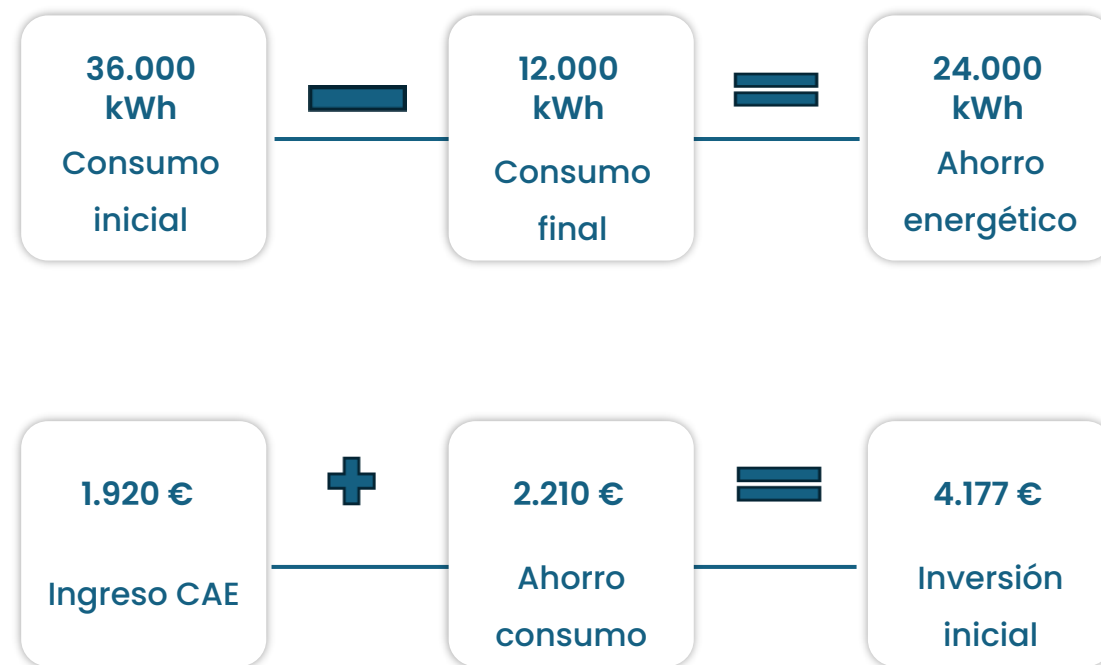 36.000
kWh
Consumo
inicial
12.000
kWh
Consumo
final
24.000
kWh
Ahorro
energético
1.920 €
Ingreso CAE
2.210 €
Ahorro
consumo
4.177 €
Inversión
inicial